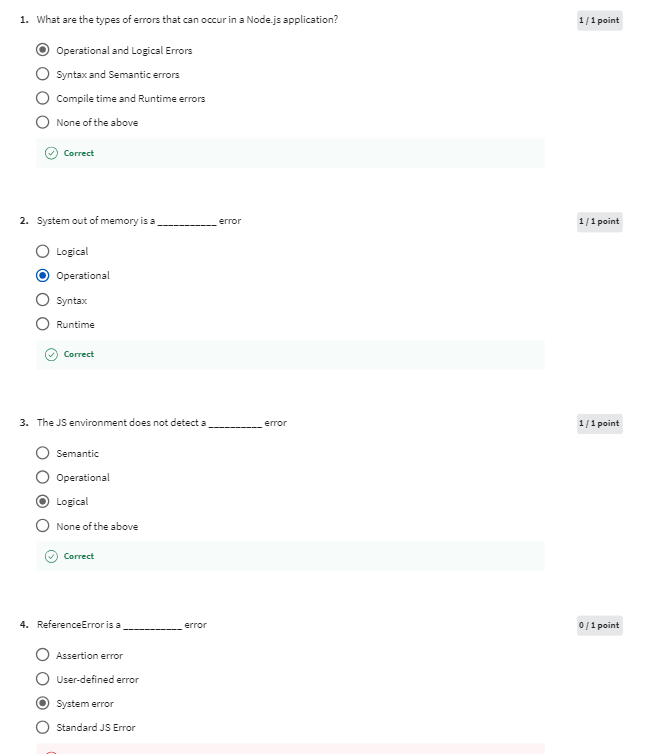 1. What are the types of errors that can occur in a Node.js application?
1 / 1 point
Operational and Logical Errors
Syntax and Semantic errors
Compile time and Runtime errors
None of the above
Correct
2. System out of memory is a ___________ error
1 / 1 point
Logical
Operational
Syntax
Runtime
Correct
3. The JS environment does not detect a __________ error
1 / 1 point
Semantic
Operational
Logical
None of the above
Correct
4. ReferenceError is a ___________ error
0 / 1 point
Assertion error
User-defined error
System error
Standard JS Error